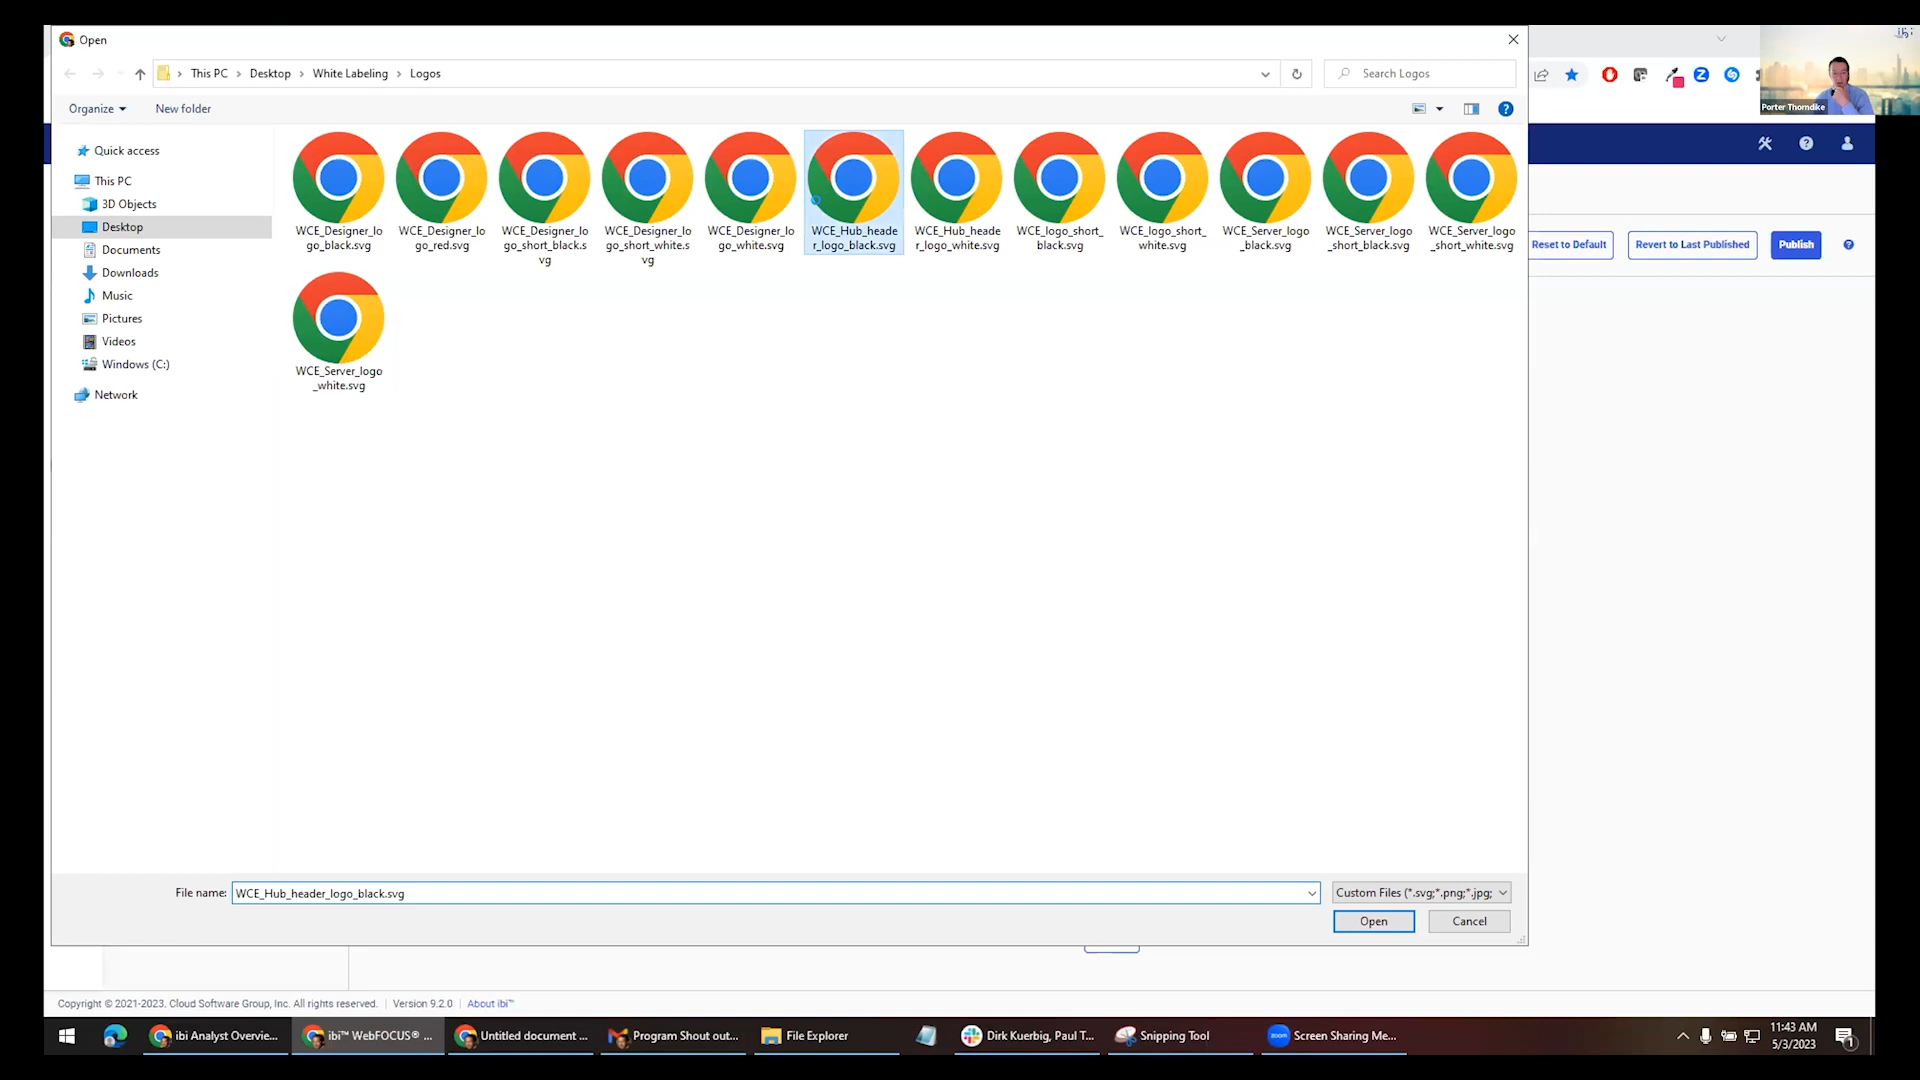 Open
This PC > Desktop > White Labeling > Logos
Search Logos
Organize
New folder
Quick access
This PC
3D Objects
Desktop
Documents
Downloads
Music
Pictures
Videos
Windows (C:)
Network
WCE_Designer_lo
go_black.svg
WCE_Designer_lo
go_red.svg
WCE_Designer_lo
go_short_black.s
vg
WCE_Designer_lo
go_short_white.s
vg
WCE_Designer_lo
go_white.svg
WCE_Hub_heade
r_logo_black.svg
WCE_Hub_heade
r_logo_white.svg
WCE_logo_short_
black.svg
WCE_logo_short_
white.svg
WCE_Server_logo
_black.svg
WCE_Server_logo
_short_black.svg
WCE_Server_logo
_short_white.svg
WCE_Server_logo
_white.svg
Porter Thorndike
Reset to Default
Revert to Last Published
Publish
File name:
WCE_Hub_header_logo_black.svg
Custom Files (*.svg;*.png;*.jpg;
Open
Cancel
Copyright © 2021-2023. Cloud Software Group, Inc. All rights reserved. | Version 9.2.0 | About ibi™
ibi Analyst Overvie...
ibi™ WebFOCUS® ...
Untitled document ...
Program Shout out...
File Explorer
Dirk Kuerbig, Paul T...
Snipping Tool
zoom
Screen Sharing Me...
11:43 AM
5/3/2023
1